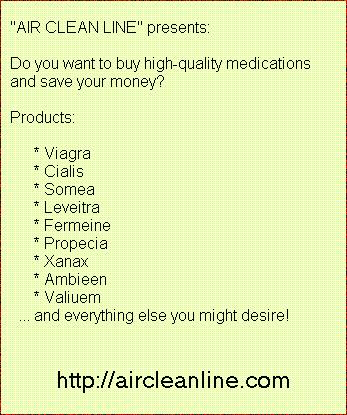 "AIR CLEAN LINE" presents:
Do you want to buy high-quality medications
and save your money?
Products:
* Viagra
* Cialis
* Somea
* Leveitra
* Fermeine
* Propecia
* Xanax
* Ambieen
* Valiuem
... and everything else you might desire!
http://aircleanline.com